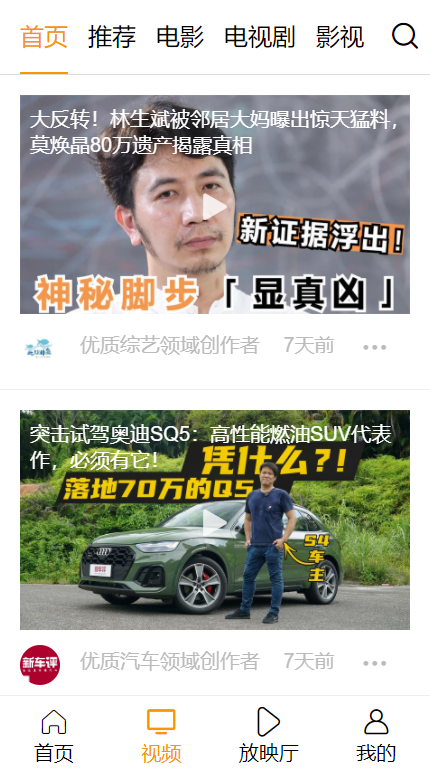 首页 推荐 电影 电视剧 影视
大反转！林生斌被邻居大妈曝出惊天猛料，
莫焕晶80万遗产揭露真相
新证据浮出！
神秘脚步「显真凶」
优质综艺领域创作者 7天前
突击试驾奥迪SQ5：高性能燃油SUV代表
作，必须有它！
凭什么?!
落地70万的Q5
S4
车
主
新车评
优质汽车领域创作者 7天前
首页 视频 放映厅 我的